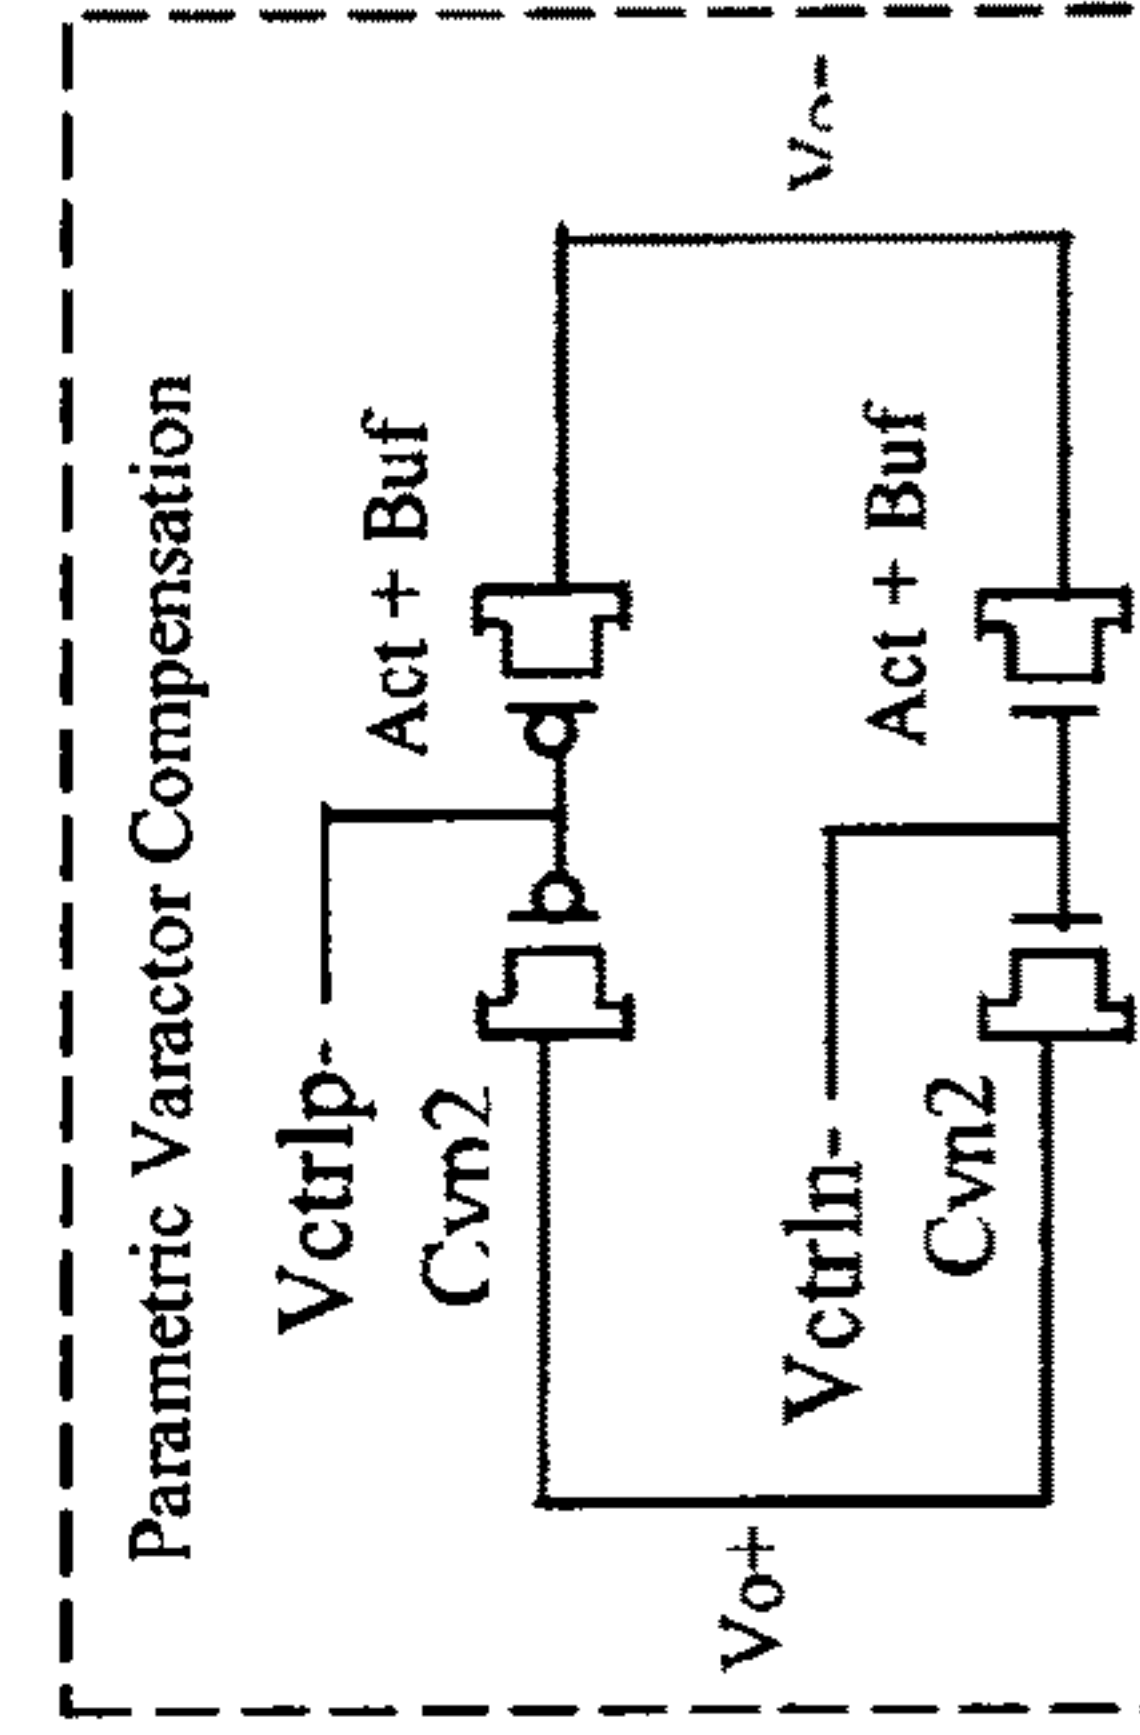 Parametric Varactor Compensation
Vctrlp-
Cvn2
Act + Buf
Vo+
Vctrln-
Cvn2
Act + Buf